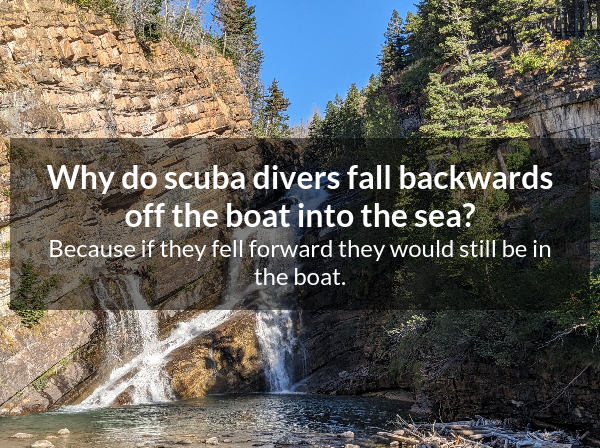 Why do scuba divers fall backwards
off the boat into the sea?
Because if they fell forward they would still be in
the boat.